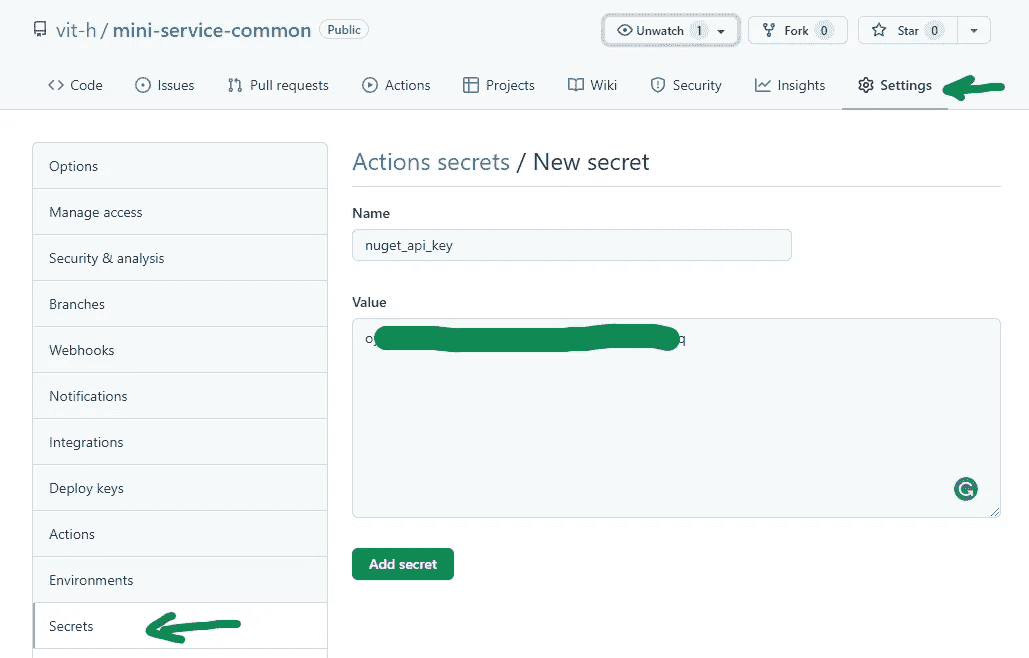 vit-h / mini-service-common Public Unwatch 1 Fork 0 Star 0
Code Issues Pull requests Actions Projects Wiki Security Insights Settings
Options
Manage access
Security & analysis
Branches
Webhooks
Notifications
Integrations
Deploy keys
Actions
Environments
Secrets
Actions secrets / New secret
Name
nuget_api_key
Value
Add secret